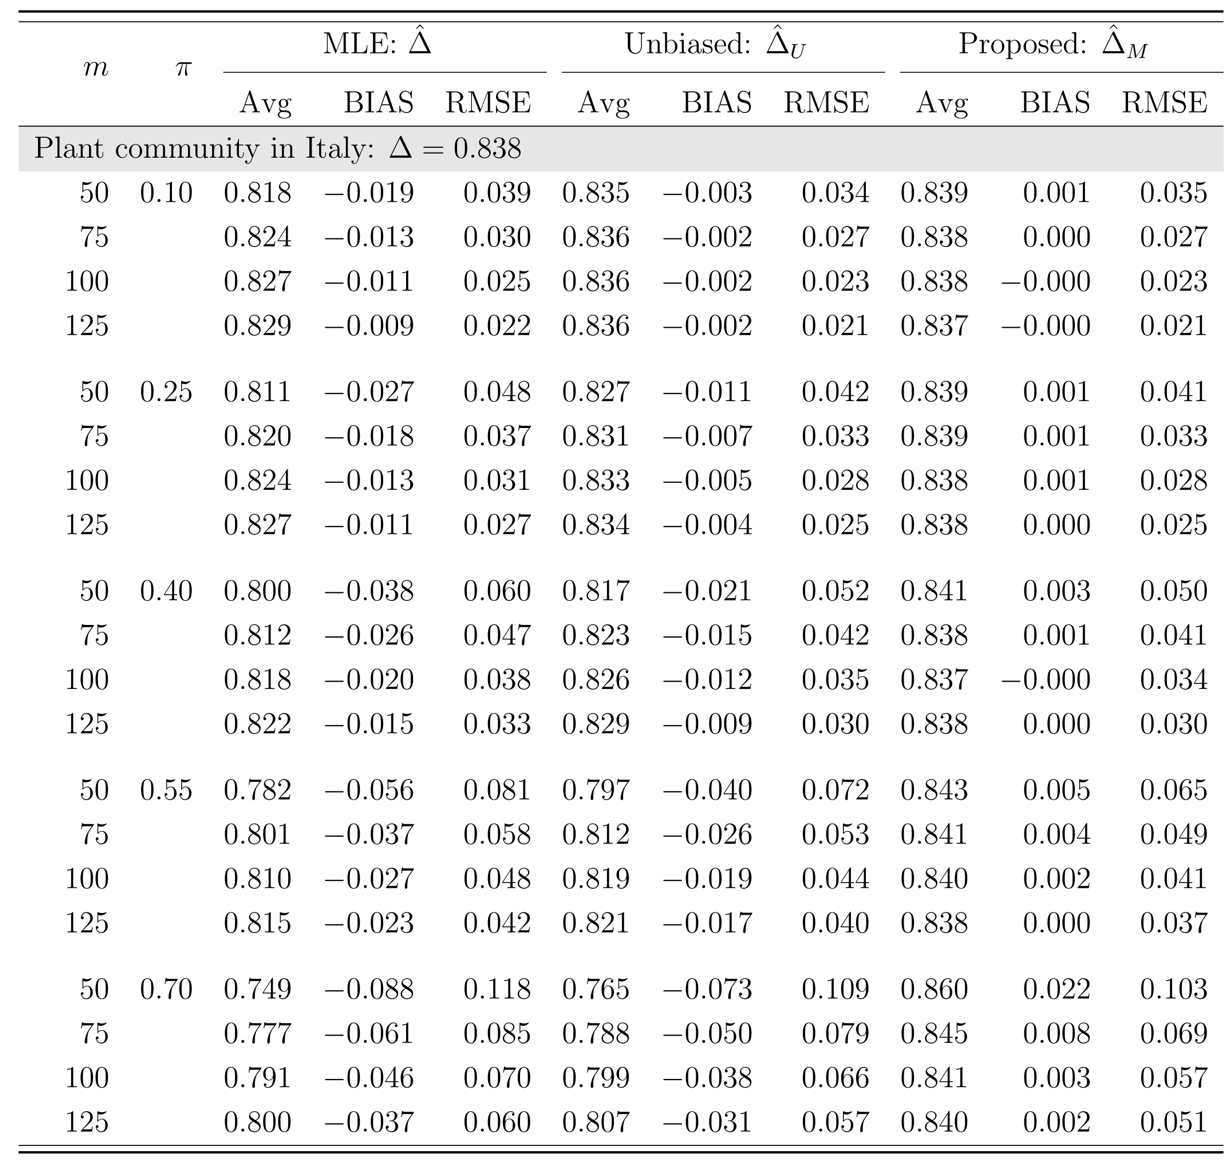 m π MLE: Δ̂ Unbiased: Δ̂_U Proposed: Δ̂_M
Avg BIAS RMSE Avg BIAS RMSE Avg BIAS RMSE
Plant community in Italy: Δ = 0.838
50 0.10 0.818 −0.019 0.039 0.835 −0.003 0.034 0.839 0.001 0.035
75 0.824 −0.013 0.030 0.836 −0.002 0.027 0.838 0.000 0.027
100 0.827 −0.011 0.025 0.836 −0.002 0.023 0.838 −0.000 0.023
125 0.829 −0.009 0.022 0.836 −0.002 0.021 0.837 −0.000 0.021
50 0.25 0.811 −0.027 0.048 0.827 −0.011 0.042 0.839 0.001 0.041
75 0.820 −0.018 0.037 0.831 −0.007 0.033 0.839 0.001 0.033
100 0.824 −0.013 0.031 0.833 −0.005 0.028 0.838 0.001 0.028
125 0.827 −0.011 0.027 0.834 −0.004 0.025 0.838 0.000 0.025
50 0.40 0.800 −0.038 0.060 0.817 −0.021 0.052 0.841 0.003 0.050
75 0.812 −0.026 0.047 0.823 −0.015 0.042 0.838 0.001 0.041
100 0.818 −0.020 0.038 0.826 −0.012 0.035 0.837 −0.000 0.034
125 0.822 −0.015 0.033 0.829 −0.009 0.030 0.838 0.000 0.030
50 0.55 0.782 −0.056 0.081 0.797 −0.040 0.072 0.843 0.005 0.065
75 0.801 −0.037 0.058 0.812 −0.026 0.053 0.841 0.004 0.049
100 0.810 −0.027 0.048 0.819 −0.019 0.044 0.840 0.002 0.041
125 0.815 −0.023 0.042 0.821 −0.017 0.040 0.838 0.000 0.037
50 0.70 0.749 −0.088 0.118 0.765 −0.073 0.109 0.860 0.022 0.103
75 0.777 −0.061 0.085 0.788 −0.050 0.079 0.845 0.008 0.069
100 0.791 −0.046 0.070 0.799 −0.038 0.066 0.841 0.003 0.057
125 0.800 −0.037 0.060 0.807 −0.031 0.057 0.840 0.002 0.051